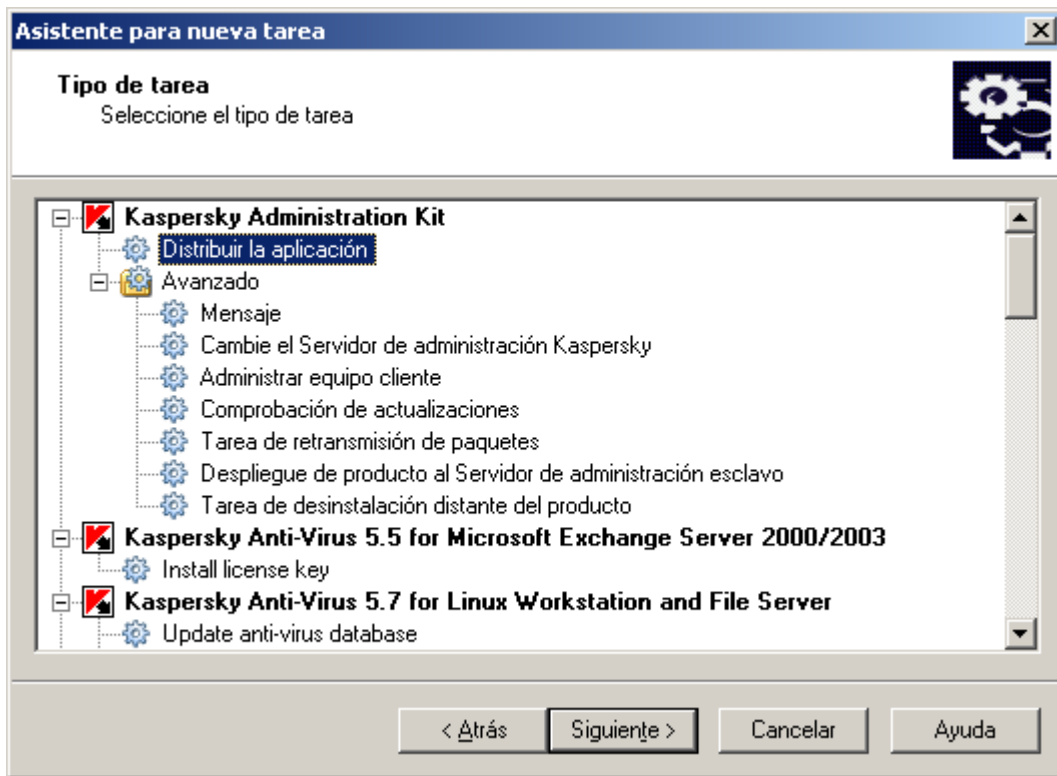 Asistente para nueva tarea
Tipo de tarea
Seleccione el tipo de tarea
Kaspersky Administration Kit
Distribuir la aplicación
Avanzado
Mensaje
Cambie el Servidor de administración Kaspersky
Administrar equipo cliente
Comprobación de actualizaciones
Tarea de retransmisión de paquetes
Despliegue de producto al Servidor de administración esclavo
Tarea de desinstalación distante del producto
Kaspersky Anti-Virus 5.5 for Microsoft Exchange Server 2000/2003
Install license key
Kaspersky Anti-Virus 5.7 for Linux Workstation and File Server
Update anti-virus database
< Atrás Siguiente > Cancelar Ayuda